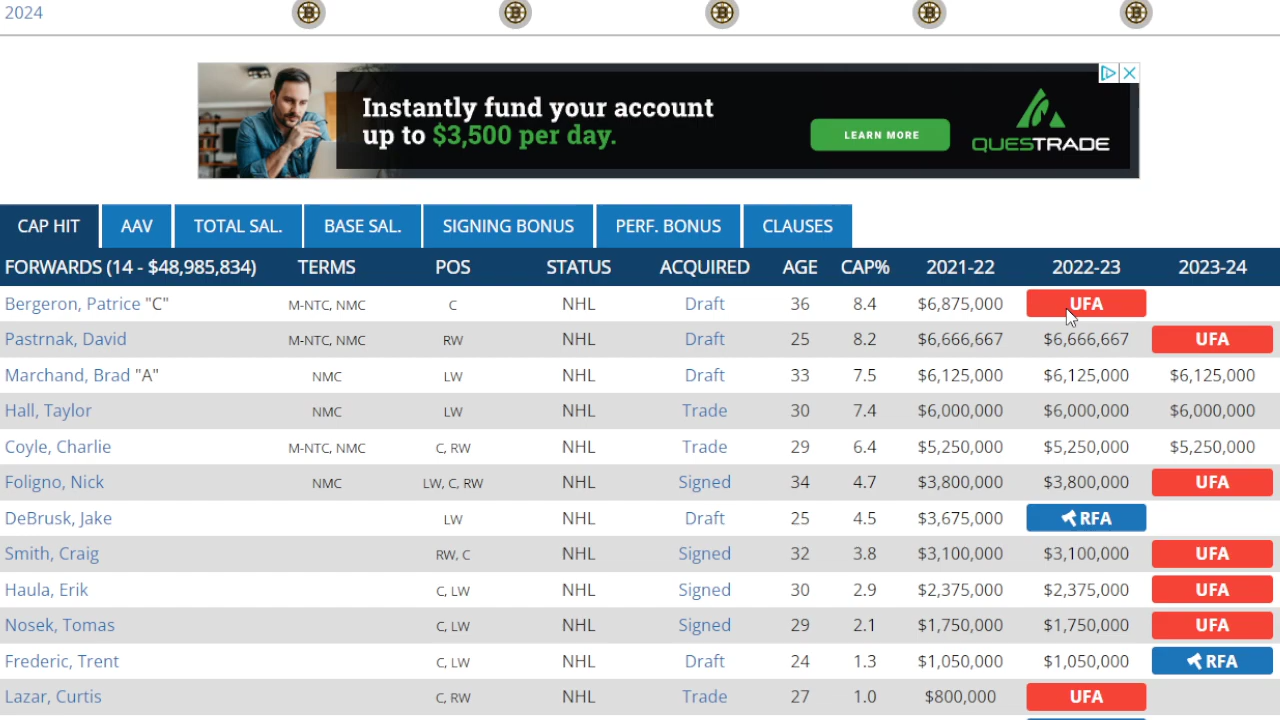 2024
Instantly fund your account
up to $3,500 per day.
LEARN MORE
QUESTRADE
CAP HIT AAV TOTAL SAL. BASE SAL. SIGNING BONUS PERF. BONUS CLAUSES
FORWARDS (14 - $48,985,834) TERMS POS STATUS ACQUIRED AGE CAP% 2021-22 2022-23 2023-24
Bergeron, Patrice "C" M-NTC, NMC C NHL Draft 36 8.4 $6,875,000 UFA
Pastrnak, David M-NTC, NMC RW NHL Draft 25 8.2 $6,666,667 $6,666,667 UFA
Marchand, Brad "A" NMC LW NHL Draft 33 7.5 $6,125,000 $6,125,000 $6,125,000
Hall, Taylor NMC LW NHL Trade 30 7.4 $6,000,000 $6,000,000 $6,000,000
Coyle, Charlie M-NTC, NMC C, RW NHL Trade 29 6.4 $5,250,000 $5,250,000 $5,250,000
Foligno, Nick NMC LW, C, RW NHL Signed 34 4.7 $3,800,000 $3,800,000 UFA
DeBrusk, Jake LW NHL Draft 25 4.5 $3,675,000 RFA
Smith, Craig RW, C NHL Signed 32 3.8 $3,100,000 $3,100,000 UFA
Haula, Erik C, LW NHL Signed 30 2.9 $2,375,000 $2,375,000 UFA
Nosek, Tomas C, LW NHL Signed 29 2.1 $1,750,000 $1,750,000 UFA
Frederic, Trent C, LW NHL Draft 24 1.3 $1,050,000 $1,050,000 RFA
Lazar, Curtis C, RW NHL Trade 27 1.0 $800,000 UFA